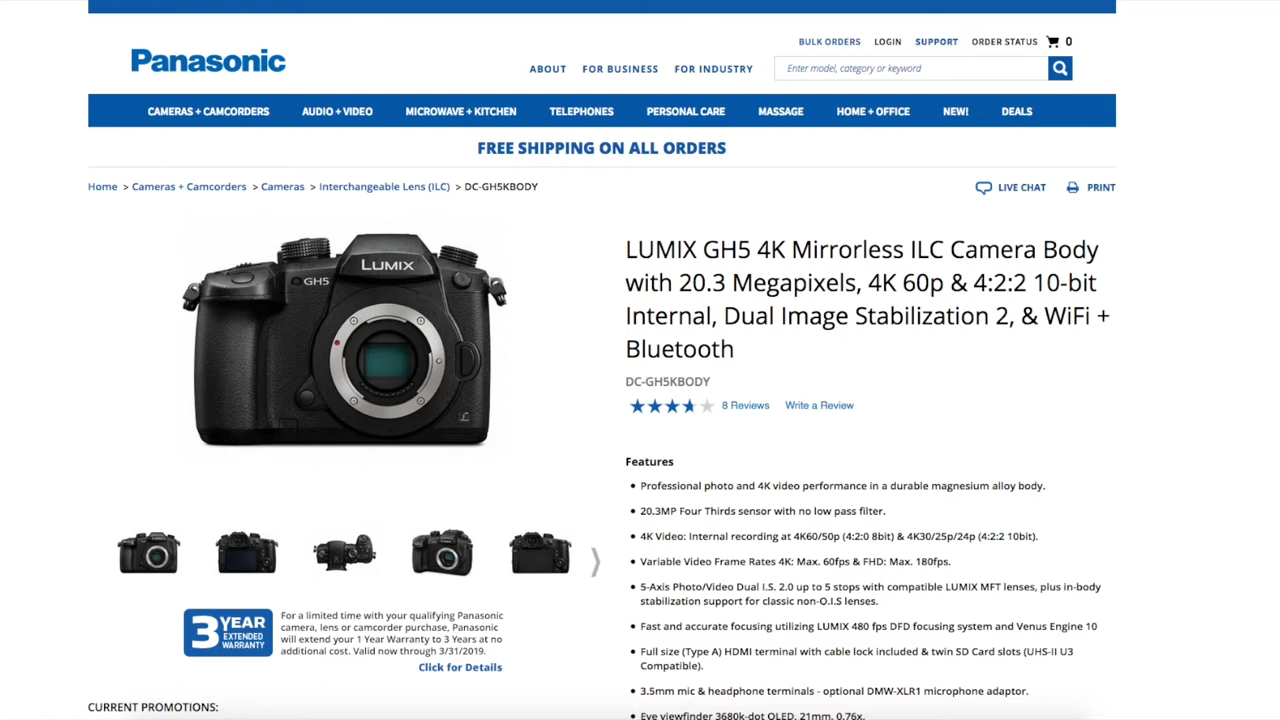 BULK ORDERS LOGIN SUPPORT ORDER STATUS 0
Panasonic
ABOUT FOR BUSINESS FOR INDUSTRY Enter model, category or keyword
CAMERAS + CAMCORDERS AUDIO + VIDEO MICROWAVE + KITCHEN TELEPHONES PERSONAL CARE MASSAGE HOME + OFFICE NEW! DEALS
FREE SHIPPING ON ALL ORDERS
Home > Cameras + Camcorders > Cameras > Interchangeable Lens (ILC) > DC-GH5KBODY
LIVE CHAT PRINT
LUMIX
GH5
LUMIX GH5 4K Mirrorless ILC Camera Body
with 20.3 Megapixels, 4K 60p & 4:2:2 10-bit
Internal, Dual Image Stabilization 2, & WiFi +
Bluetooth
DC-GH5KBODY
8 Reviews Write a Review
Features
• Professional photo and 4K video performance in a durable magnesium alloy body.
• 20.3MP Four Thirds sensor with no low pass filter.
• 4K Video: Internal recording at 4K60/50p (4:2:0 8bit) & 4K30/25p/24p (4:2:2 10bit).
• Variable Video Frame Rates 4K: Max. 60fps & FHD: Max. 180fps.
• 5-Axis Photo/Video Dual I.S. 2.0 up to 5 stops with compatible LUMIX MFT lenses, plus in-body
stabilization support for classic non-O.I.S lenses.
• Fast and accurate focusing utilizing LUMIX 480 fps DFD focusing system and Venus Engine 10
• Full size (Type A) HDMI terminal with cable lock included & twin SD Card slots (UHS-II U3
Compatible).
• 3.5mm mic & headphone terminals - optional DMW-XLR1 microphone adaptor.
• Eye viewfinder 3680k-dot OLED, 21mm, 0.76x.
3 YEAR
EXTENDED
WARRANTY
For a limited time with your qualifying Panasonic
camera, lens or camcorder purchase, Panasonic
will extend your 1 Year Warranty to 3 Years at no
additional cost. Valid now through 3/31/2019.
Click for Details
CURRENT PROMOTIONS: